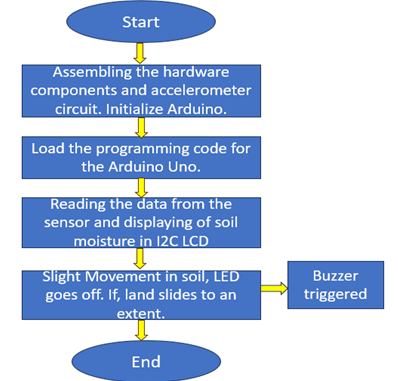 Start
Assembling the hardware
components and accelerometer
circuit. Initialize Arduino.
Load the programming code for
the Arduino Uno.
Reading the data from the
sensor and displaying of soil
moisture in I2C LCD
Slight Movement in soil, LED
goes off. If, land slides to an
extent.
Buzzer
triggered
End